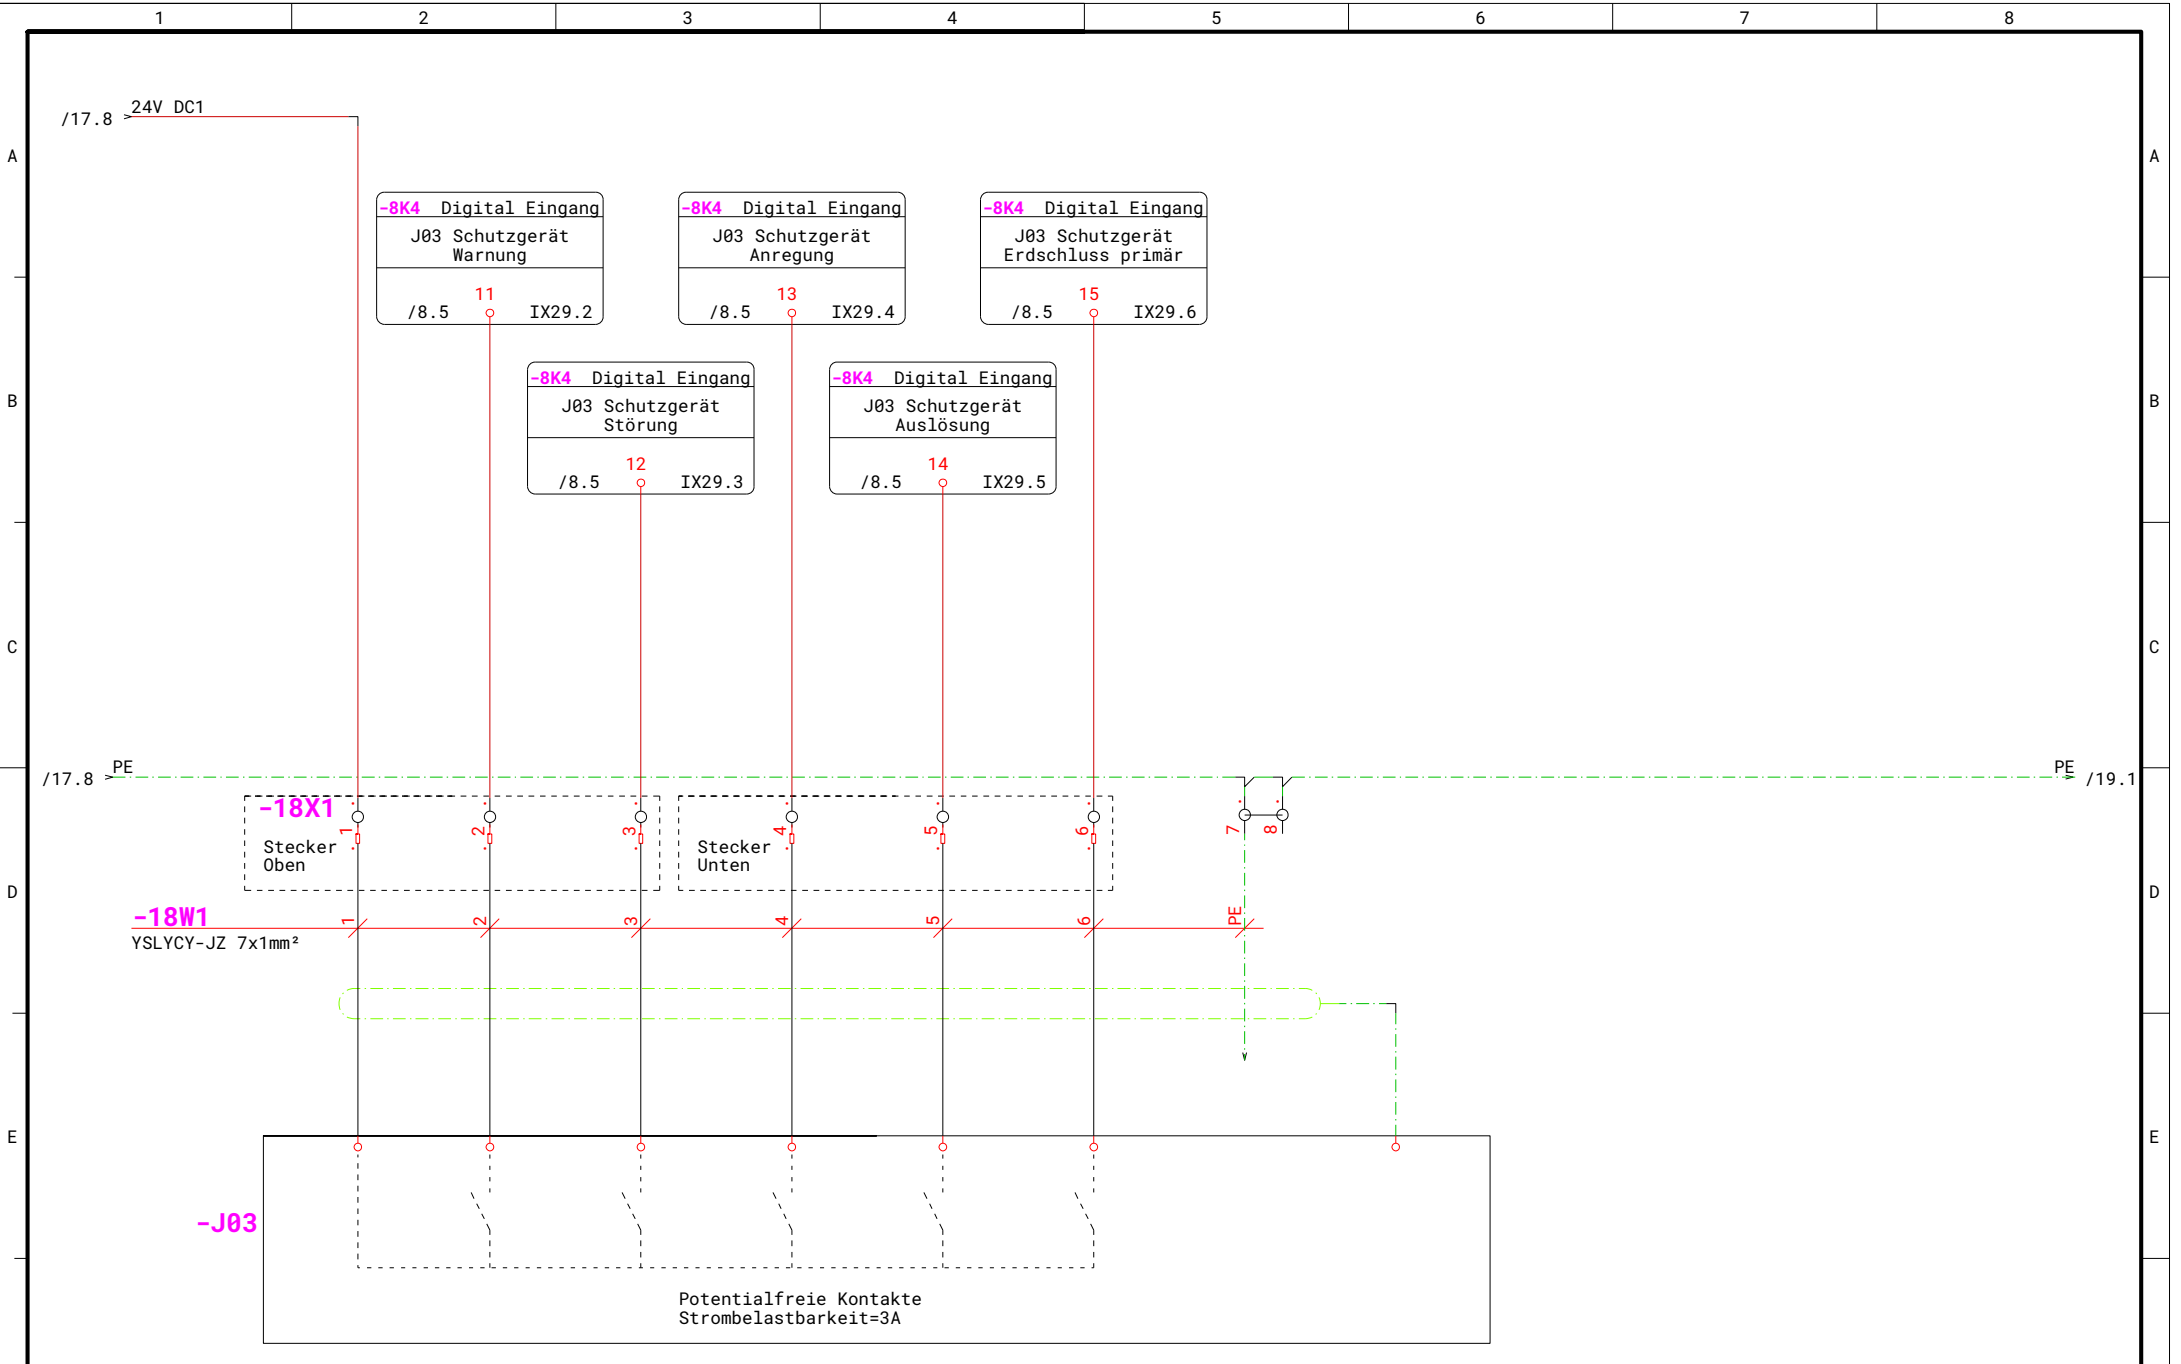 1 2 3 4 5 6 7 8
24V DC1
/17.8
A A
-8K4 Digital Eingang
J03 Schutzgerät
Warnung
11
/8.5 IX29.2
-8K4 Digital Eingang
J03 Schutzgerät
Anregung
13
/8.5 IX29.4
-8K4 Digital Eingang
J03 Schutzgerät
Erdschluss primär
15
/8.5 IX29.6
-8K4 Digital Eingang
J03 Schutzgerät
Störung
12
/8.5 IX29.3
-8K4 Digital Eingang
J03 Schutzgerät
Auslösung
14
/8.5 IX29.5
B B
C C
PE PE
/17.8 /19.1
-18X1
1 2 3 4 5 6 7 8
Stecker
Oben
Stecker
Unten
D D
-18W1
1 2 3 4 5 6 PE
YSLYCY-JZ 7x1mm²
E E
-J03
Potentialfreie Kontakte
Strombelastbarkeit=3A